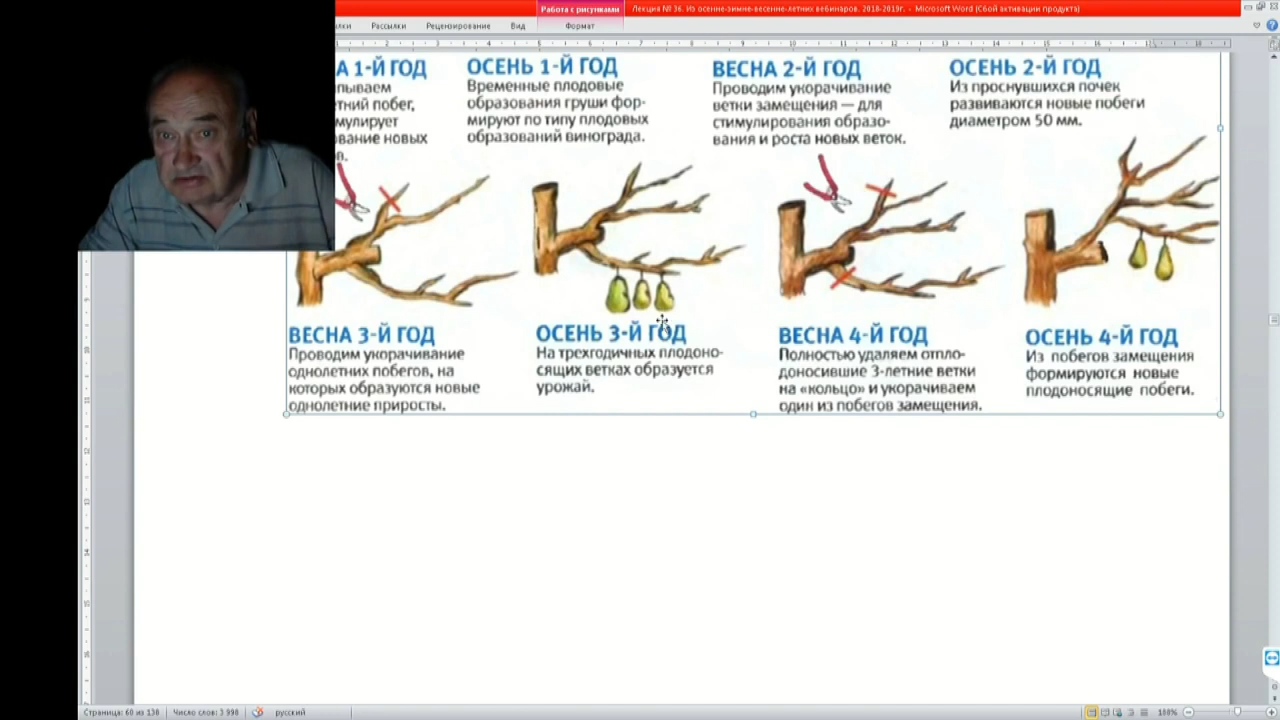 Работа с рисунками
Лекция № 36. Из осенне-зимне-весенне-летних вебинаров. 2018-2019г. - Microsoft Word (Сбой активации продукта)
Рассылки Рецензирование Вид Формат
А 1-Й ГОД
ОСЕНЬ 1-Й ГОД
Временные плодовые
образования груши фор-
мируют по типу плодовых
образований винограда.
ВЕСНА 2-Й ГОД
Проводим укорачивание
ветки замещения — для
стимулирования образо-
вания и роста новых веток.
ОСЕНЬ 2-Й ГОД
Из проснувшихся почек
развиваются новые побеги
диаметром 50 мм.
ВЕСНА 3-Й ГОД
Проводим укорачивание
однолетних побегов, на
которых образуются новые
однолетние приросты.
ОСЕНЬ 3-Й ГОД
На трехгодичных плодоно-
сящих ветках образуется
урожай.
ВЕСНА 4-Й ГОД
Полностью удаляем отпло-
доносившие 3-летние ветки
на «кольцо» и укорачиваем
один из побегов замещения.
ОСЕНЬ 4-Й ГОД
Из побегов замещения
формируются новые
плодоносящие побеги.
Страница: 60 из 138 Число слов: 3 998 русский 188%